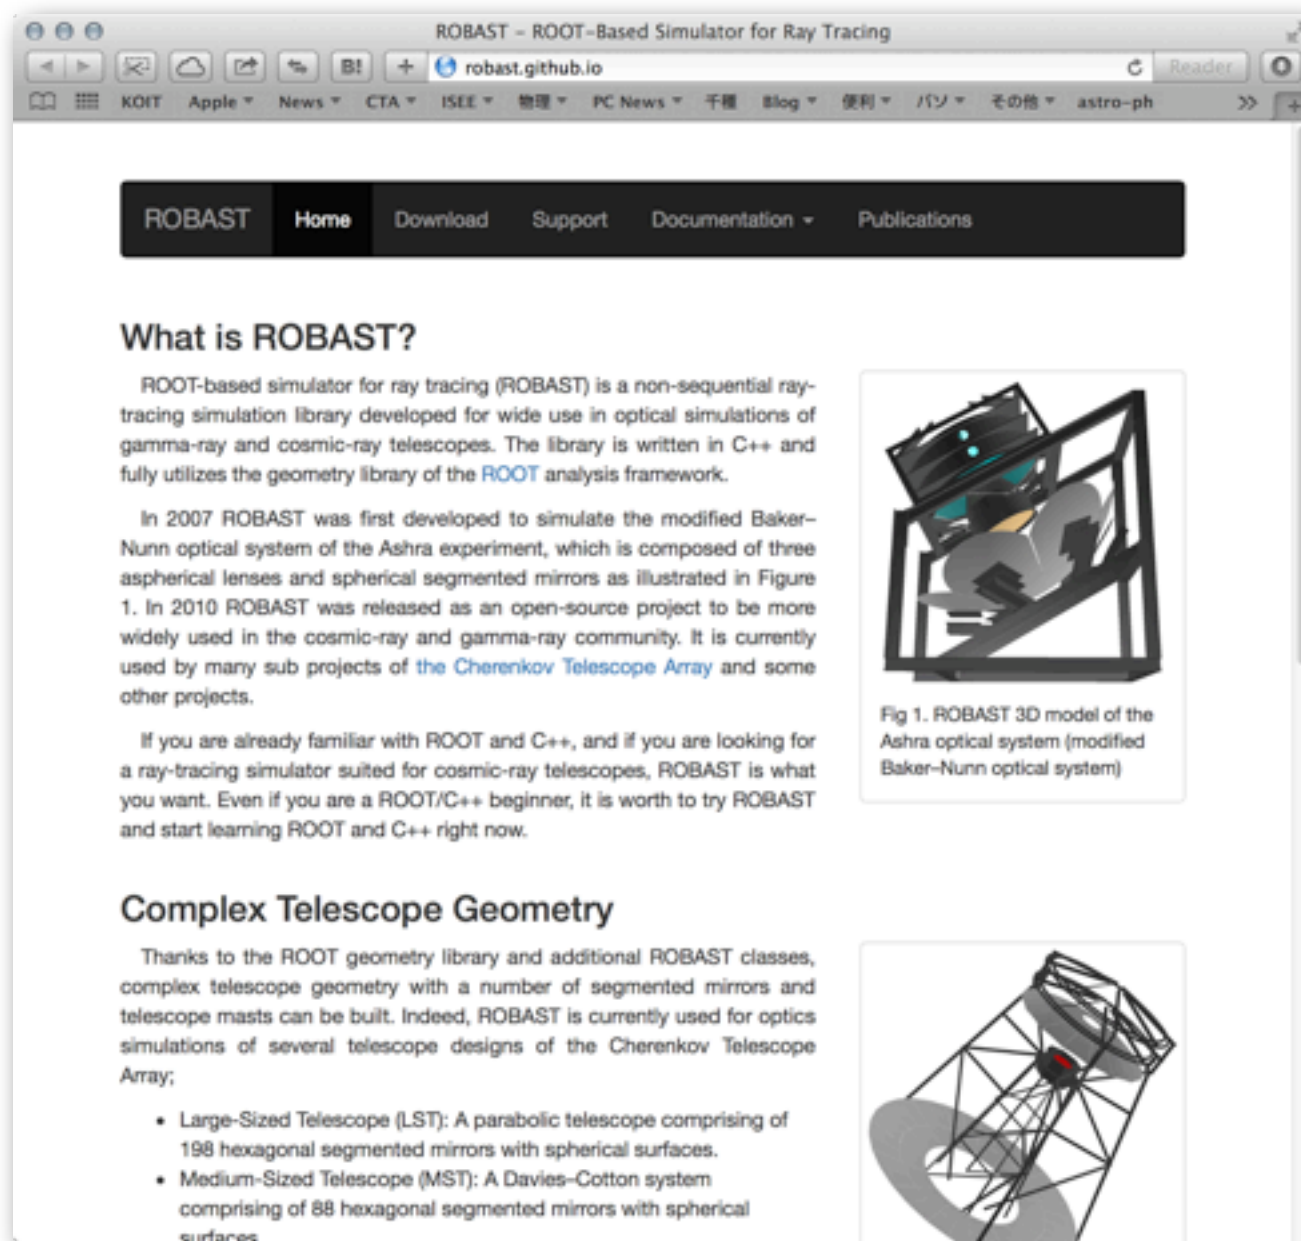 ROBAST – ROOT-Based Simulator for Ray Tracing
B! + robast.github.io Reader
KOIT Apple News CTA ISEE 物理 PC News 千種 Blog 便利 パソ その他 astro-ph >> +
ROBAST Home Download Support Documentation Publications
What is ROBAST?
ROOT-based simulator for ray tracing (ROBAST) is a non-sequential ray-
tracing simulation library developed for wide use in optical simulations of
gamma-ray and cosmic-ray telescopes. The library is written in C++ and
fully utilizes the geometry library of the ROOT analysis framework.
In 2007 ROBAST was first developed to simulate the modified Baker–
Nunn optical system of the Ashra experiment, which is composed of three
aspherical lenses and spherical segmented mirrors as illustrated in Figure
1. In 2010 ROBAST was released as an open-source project to be more
widely used in the cosmic-ray and gamma-ray community. It is currently
used by many sub projects of the Cherenkov Telescope Array and some
other projects.
If you are already familiar with ROOT and C++, and if you are looking for
a ray-tracing simulator suited for cosmic-ray telescopes, ROBAST is what
you want. Even if you are a ROOT/C++ beginner, it is worth to try ROBAST
and start learning ROOT and C++ right now.
Fig 1. ROBAST 3D model of the
Ashra optical system (modified
Baker–Nunn optical system)
Complex Telescope Geometry
Thanks to the ROOT geometry library and additional ROBAST classes,
complex telescope geometry with a number of segmented mirrors and
telescope masts can be built. Indeed, ROBAST is currently used for optics
simulations of several telescope designs of the Cherenkov Telescope
Array;
• Large-Sized Telescope (LST): A parabolic telescope comprising of
198 hexagonal segmented mirrors with spherical surfaces.
• Medium-Sized Telescope (MST): A Davies–Cotton system
comprising of 88 hexagonal segmented mirrors with spherical
surfaces